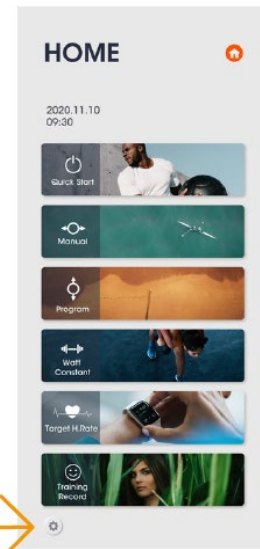 HOME
2020.11.10
09:30
Quick Start
Manual
Program
Watt
Constant
Target H.Rate
Training
Record